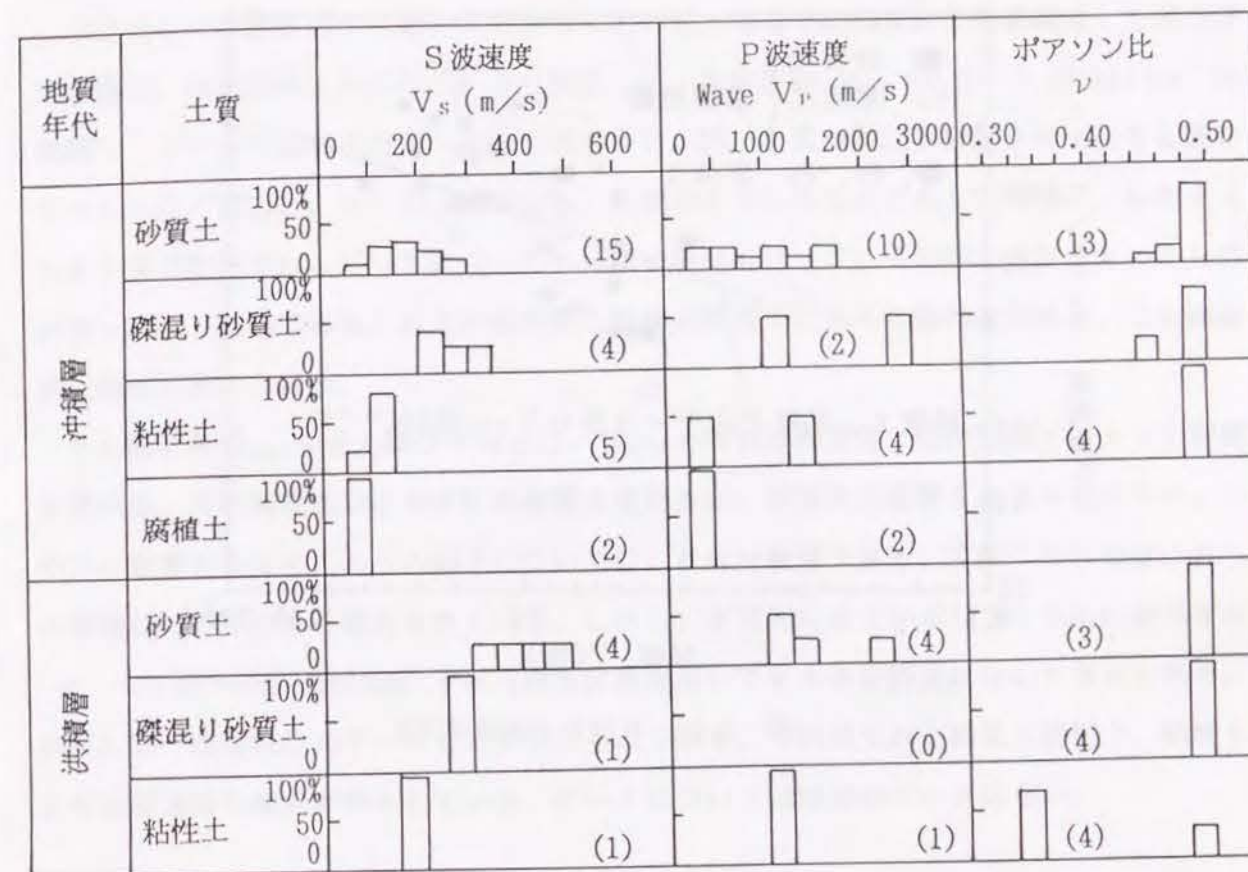 地質
年代
土質
S波速度
V_S (m/s)
0 200 400 600
P波速度
Wave V_P (m/s)
0 1000 2000 3000
ポアソン比
ν
0.30 0.40 0.50
沖積層
砂質土
100%
50
0
(15)
(10)
(13)
礫混り砂質土
100%
0
(4)
(2)
粘性土
100%
50
0
(5)
(4)
(4)
腐植土
100%
50
0
(2)
(2)
洪積層
砂質土
100%
50
0
(4)
(4)
(3)
礫混り砂質土
100%
0
(1)
(0)
(4)
粘性土
100%
50
0
(1)
(1)
(4)